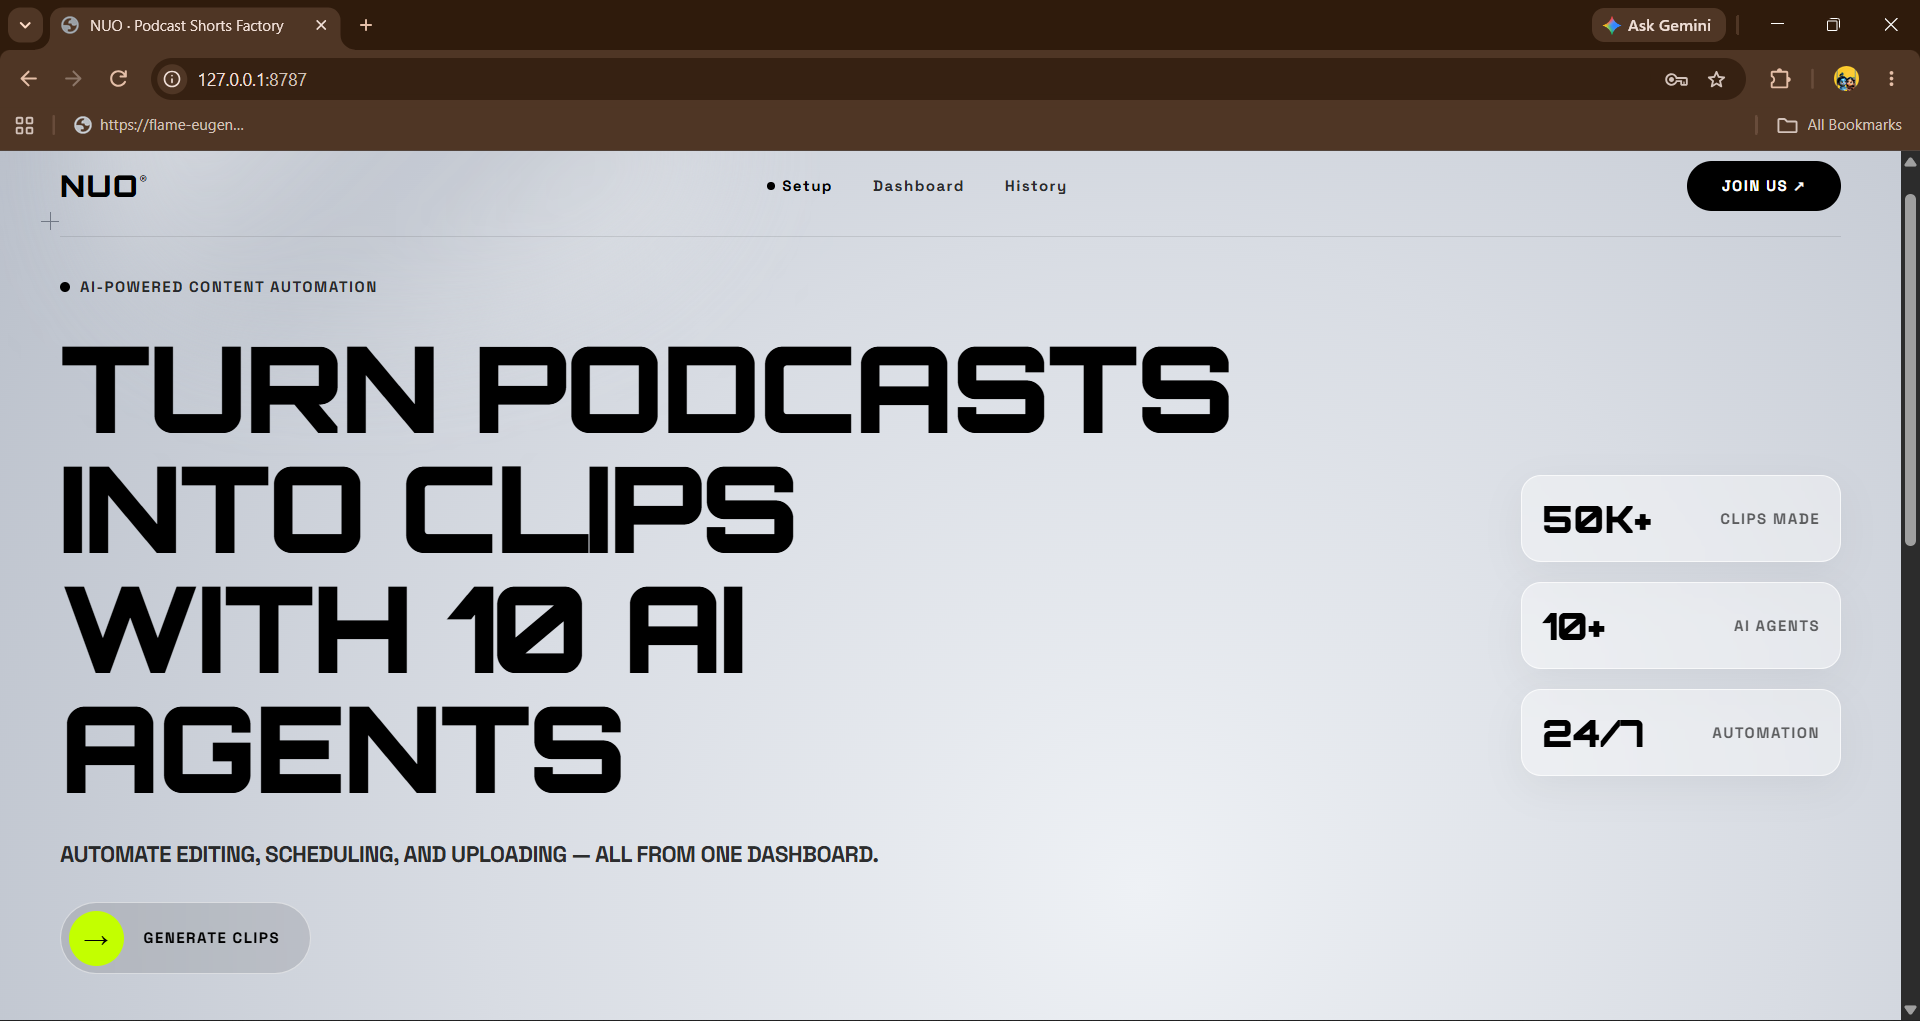 NUO · Podcast Shorts Factory
Ask Gemini
127.0.0.1:8787
https://flame-eugen...
All Bookmarks
NUO®
Setup
Dashboard
History
JOIN US ↗
AI-POWERED CONTENT AUTOMATION
TURN PODCASTS
INTO CLIPS
WITH 10 AI
AGENTS
50K+ CLIPS MADE
10+ AI AGENTS
24/7 AUTOMATION
AUTOMATE EDITING, SCHEDULING, AND UPLOADING — ALL FROM ONE DASHBOARD.
→ GENERATE CLIPS